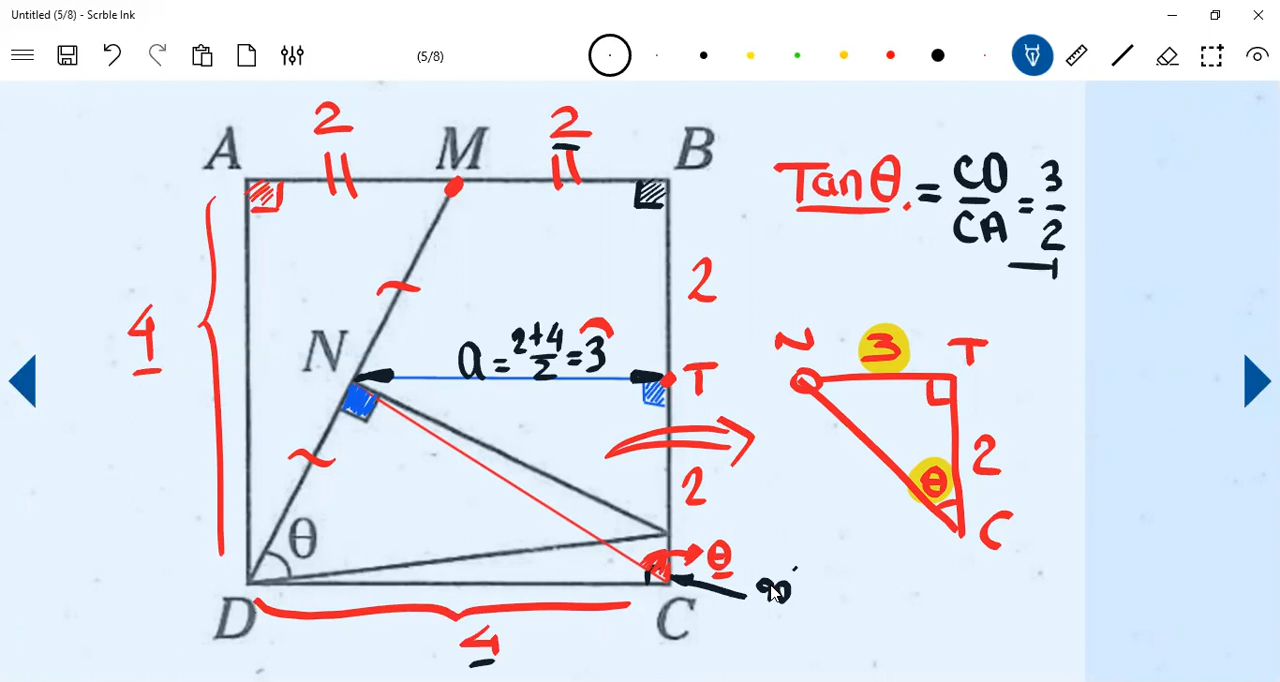 Untitled (5/8) - Scrble Ink
(5/8)
2 2
A M B
Tanθ. = CO/CA = 3/2
4
2
N a = 2+4/2 = 3 T
N 3 T
2
θ
C
2
θ
θ
90°
D C
4